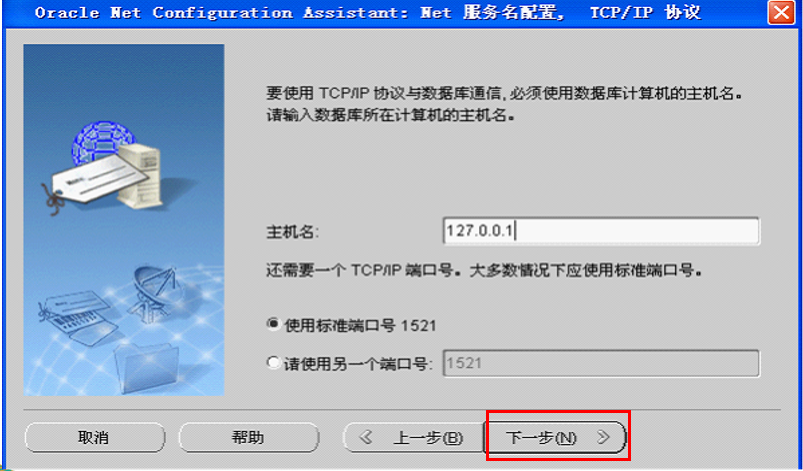 Oracle Net Configuration Assistant: Net 服务名配置, TCP/IP 协议
要使用 TCP/IP 协议与数据库通信,必须使用数据库计算机的主机名。
请输入数据库所在计算机的主机名。
主机名: 127.0.0.1
还需要一个 TCP/IP 端口号。大多数情况下应使用标准端口号。
使用标准端口号 1521
请使用另一个端口号: 1521
取消 帮助 上一步(B) 下一步(N)